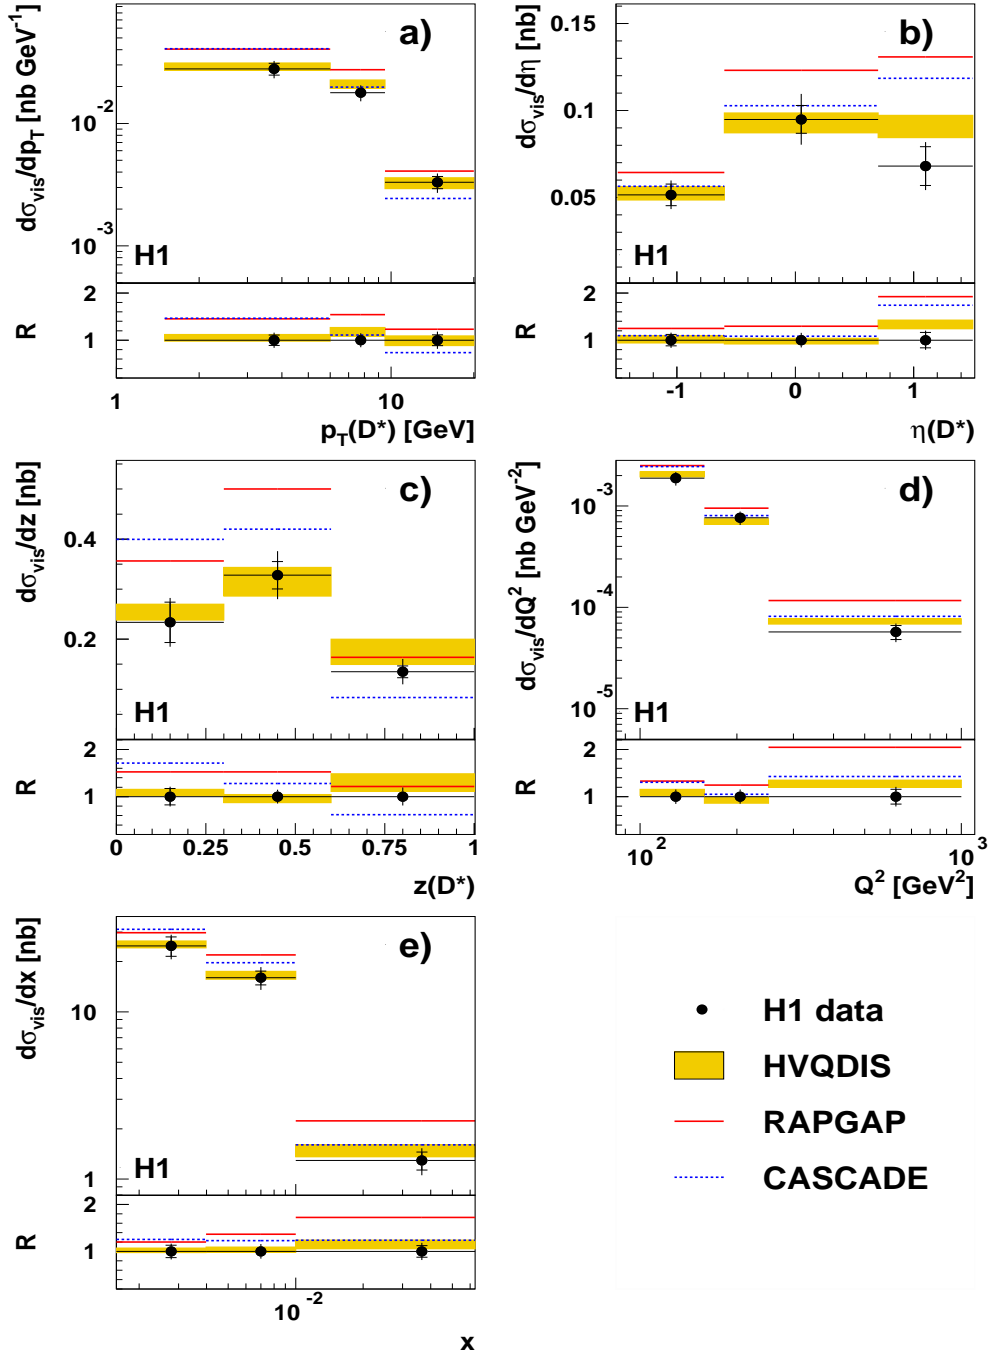 a)
dσvis/dpT [nb GeV-1]
10-2
10-3
H1
R
2
1
1
10
pT(D*) [GeV]
b)
dσvis/dη [nb]
0.15
0.1
0.05
H1
R
2
1
-1
0
1
η(D*)
c)
dσvis/dz [nb]
0.4
0.2
H1
R
2
1
0
0.25
0.5
0.75
1
z(D*)
d)
dσvis/dQ2 [nb GeV-2]
10-3
10-4
10-5
H1
R
2
1
102
103
Q2 [GeV2]
e)
dσvis/dx [nb]
10
1
H1
R
2
1
10-2
x
H1 data
HVQDIS
RAPGAP
CASCADE